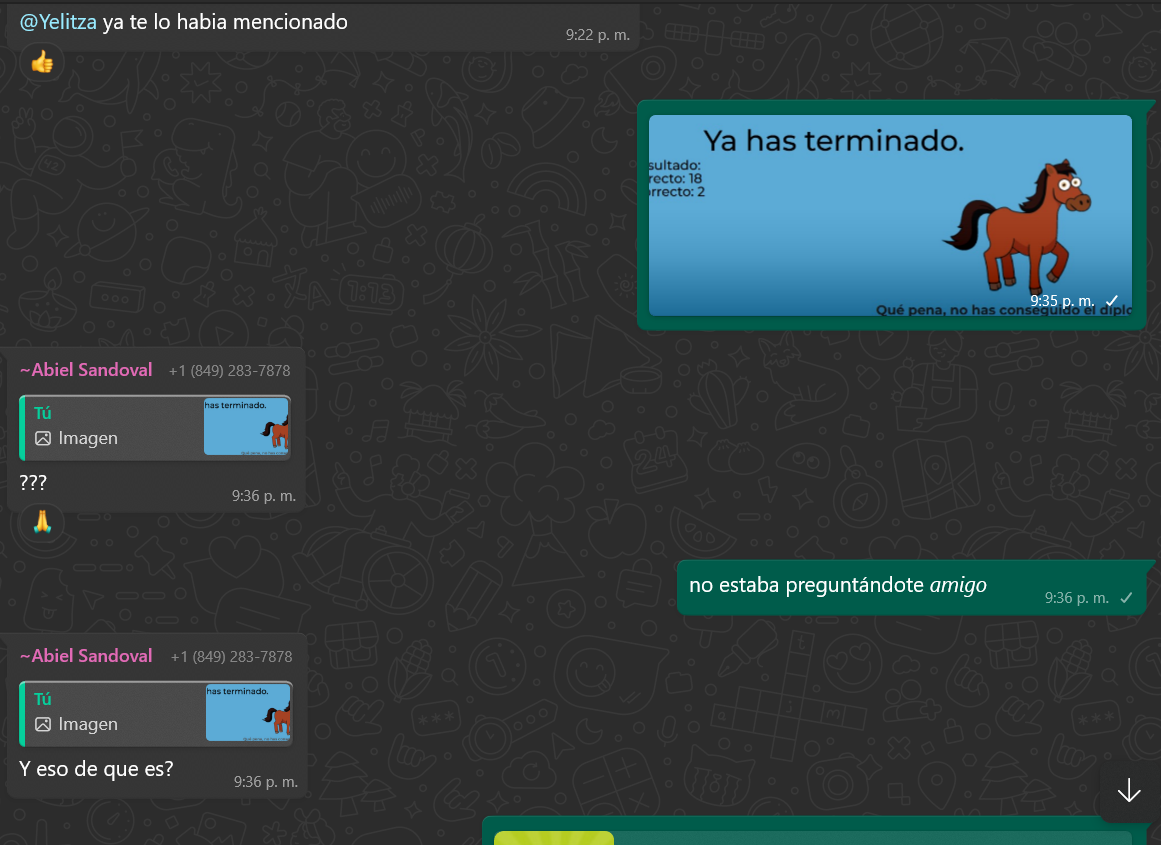 @Yelitza ya te lo habia mencionado
9:22 p. m.
Ya has terminado.
sultado:
recto: 18
orrecto: 2
9:35 p. m.
Qué pena, no has conseguido el diplo
~Abiel Sandoval +1 (849) 283-7878
Tú
Imagen
has terminado.
???
9:36 p. m.
no estaba preguntándote amigo
9:36 p. m.
~Abiel Sandoval +1 (849) 283-7878
Tú
Imagen
has terminado.
Y eso de que es?
9:36 p. m.